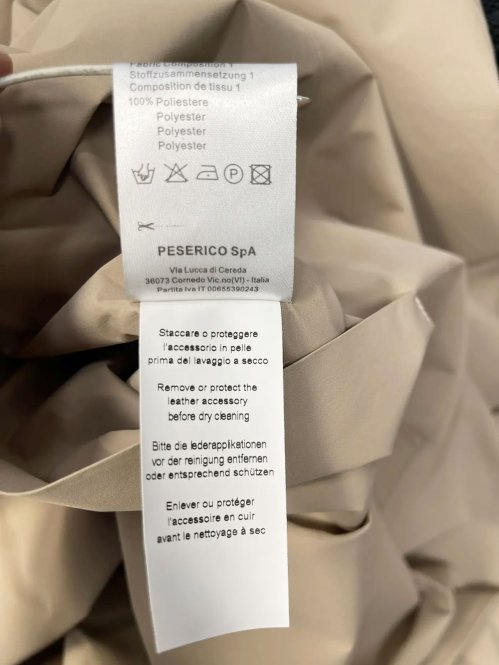 Fabric Composition 1
Stoffzusammensetzung 1
Composition de tissu 1
100% Poliestere
Polyester
Polyester
Polyester
P
PESERICO SpA
Via Lucca di Cereda
36073 Cornedo Vic.no(VI) - Italia
Partita Iva IT 00655390243
Staccare o proteggere
l'accessorio in pelle
prima del lavaggio a secco
Remove or protect the
leather accessory
before dry cleaning
Bitte die lederapplikationen
vor der reinigung entfernen
oder entsprechend schützen
Enlever ou protéger
l'accessoire en cuir
avant le nettoyage à sec